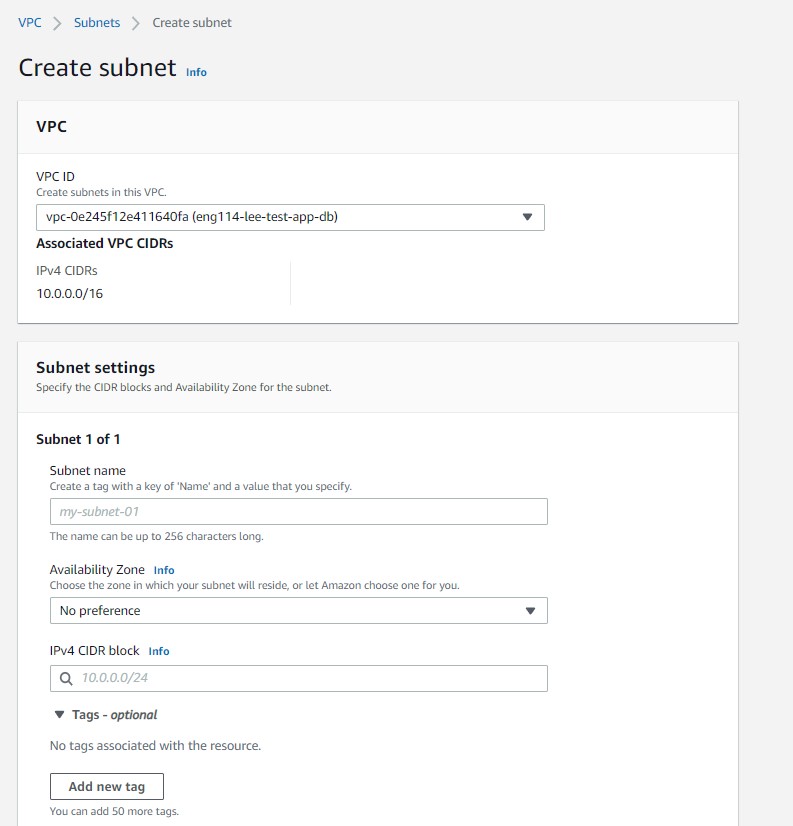 VPC > Subnets > Create subnet
Create subnet Info
VPC
VPC ID
Create subnets in this VPC.
vpc-0e245f12e411640fa (eng114-lee-test-app-db)
Associated VPC CIDRs
IPv4 CIDRs
10.0.0.0/16
Subnet settings
Specify the CIDR blocks and Availability Zone for the subnet.
Subnet 1 of 1
Subnet name
Create a tag with a key of 'Name' and a value that you specify.
my-subnet-01
The name can be up to 256 characters long.
Availability Zone Info
Choose the zone in which your subnet will reside, or let Amazon choose one for you.
No preference
IPv4 CIDR block Info
10.0.0.0/24
Tags - optional
No tags associated with the resource.
Add new tag
You can add 50 more tags.